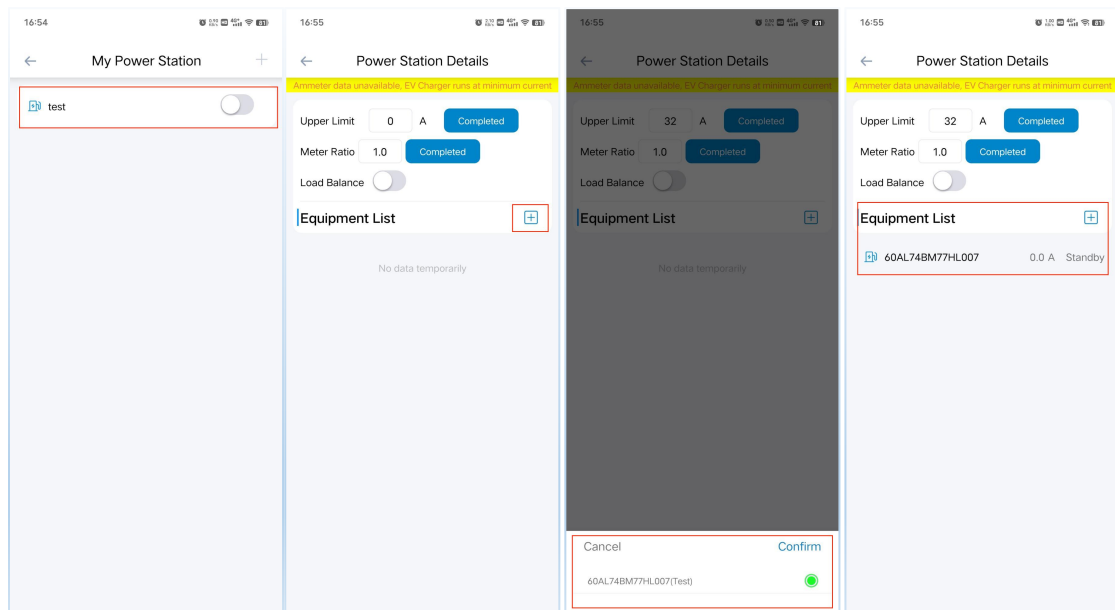 16:54
81
My Power Station
test
16:55
81
Power Station Details
Ammeter data unavailable, EV Charger runs at minimum current
Upper Limit 0 A Completed
Meter Ratio 1.0 Completed
Load Balance
Equipment List
No data temporarily
16:55
81
Power Station Details
Ammeter data unavailable, EV Charger runs at minimum current
Upper Limit 32 A Completed
Meter Ratio 1.0 Completed
Load Balance
Equipment List
No data temporarily
Cancel Confirm
60AL74BM77HL007(Test)
16:55
81
Power Station Details
Ammeter data unavailable, EV Charger runs at minimum current
Upper Limit 32 A Completed
Meter Ratio 1.0 Completed
Load Balance
Equipment List
60AL74BM77HL007 0.0 A Standby